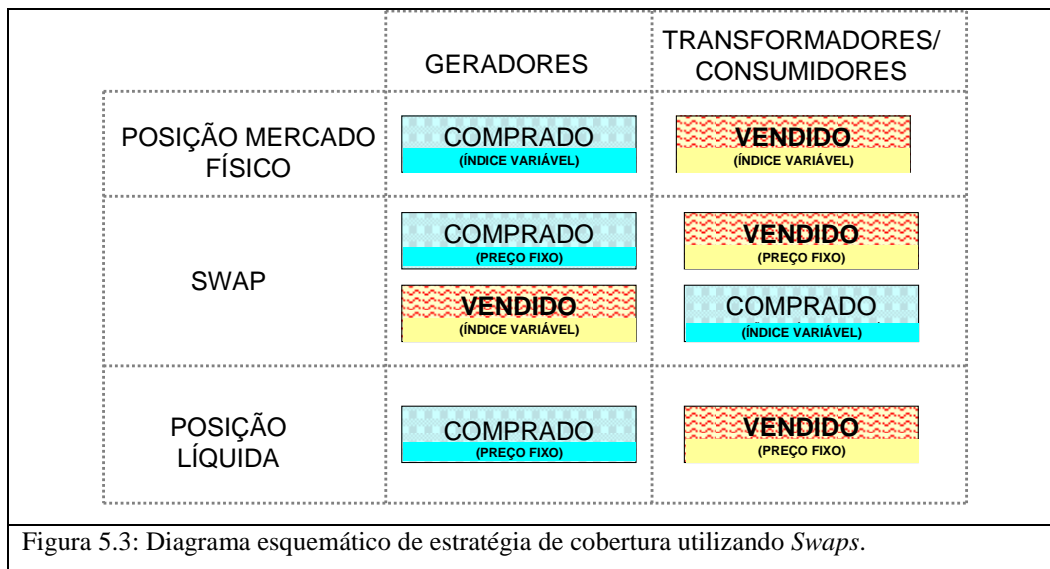 GERADORES
TRANSFORMADORES/
CONSUMIDORES
POSIÇÃO MERCADO
FÍSICO
COMPRADO
(ÍNDICE VARIÁVEL)
VENDIDO
(ÍNDICE VARIÁVEL)
SWAP
COMPRADO
(PREÇO FIXO)
VENDIDO
(PREÇO FIXO)
VENDIDO
(ÍNDICE VARIÁVEL)
COMPRADO
(ÍNDICE VARIÁVEL)
POSIÇÃO
LÍQUIDA
COMPRADO
(PREÇO FIXO)
VENDIDO
(PREÇO FIXO)
Figura 5.3: Diagrama esquemático de estratégia de cobertura utilizando Swaps.